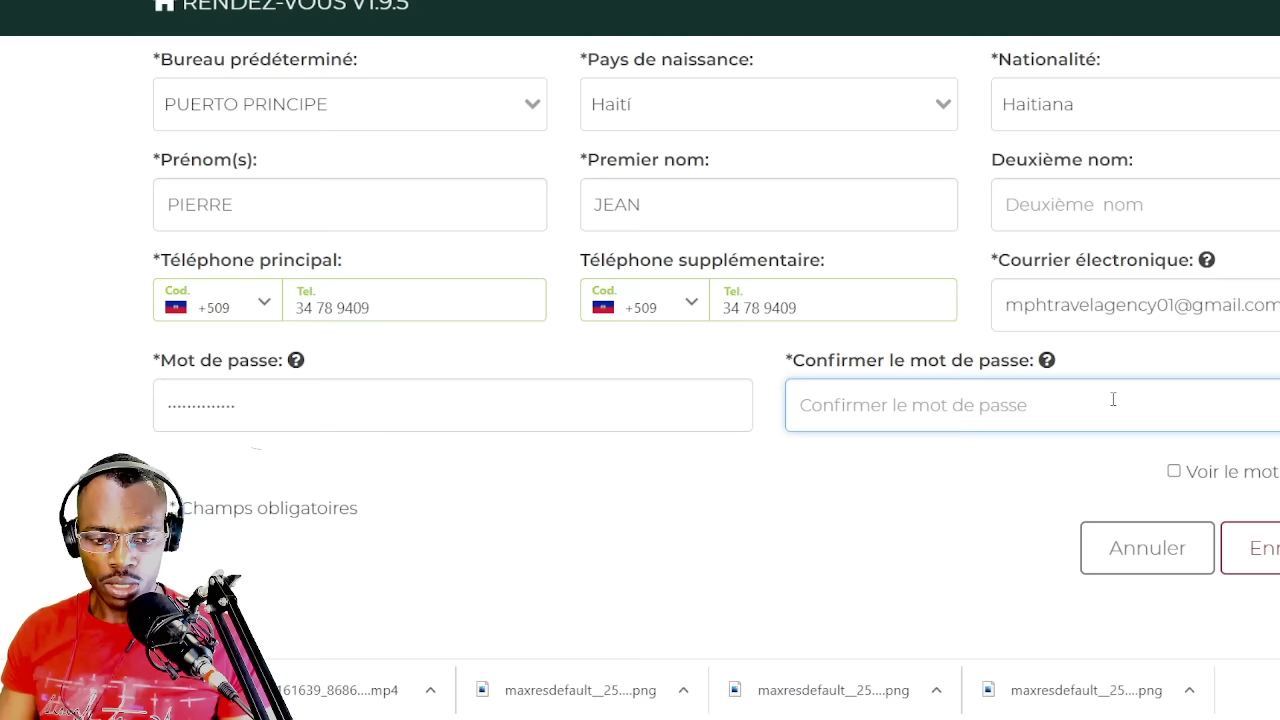 RENDEZ-VOUS V1.9.5
*Bureau prédéterminé: *Pays de naissance: *Nationalité:
PUERTO PRINCIPE Haití Haitiana
*Prénom(s): *Premier nom: Deuxième nom:
PIERRE JEAN Deuxième nom
*Téléphone principal: Téléphone supplémentaire: *Courrier électronique:
Cod. Tel. Cod. Tel.
+509 34 78 9409 +509 34 78 9409 mphtravelagency01@gmail.com
*Mot de passe: *Confirmer le mot de passe:
•••••••••••••• Confirmer le mot de passe
Voir le mot
* Champs obligatoires
Annuler
161639_8686....mp4 maxresdefault__25....png maxresdefault__25....png maxresdefault__25....png